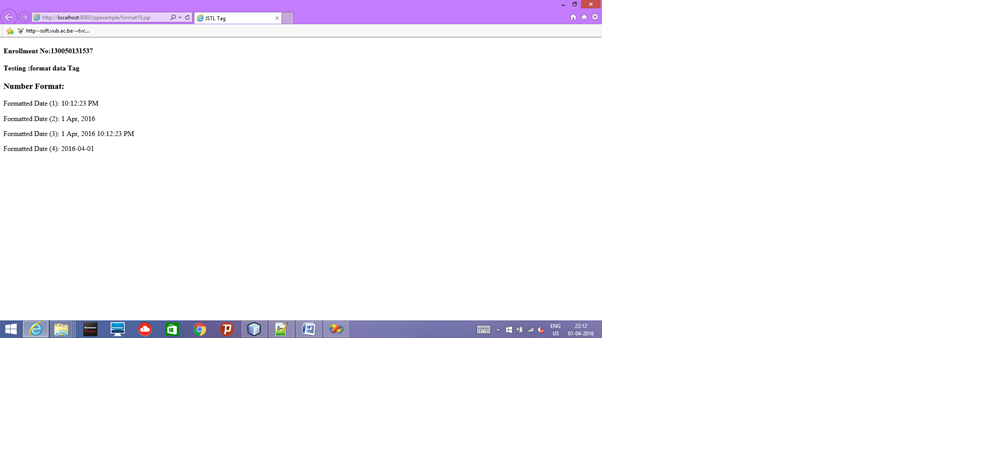 http://localhost:8080/jspexample/format10.jsp
JSTL Tag
http--soft.vub.ac.be-~tvc...
Enrollment No:130050131537
Testing :format data Tag
Number Format:
Formatted Date (1): 10:12:23 PM
Formatted Date (2): 1 Apr, 2016
Formatted Date (3): 1 Apr, 2016 10:12:23 PM
Formatted Date (4): 2016-04-01
ENG
US
22:12
01-04-2016